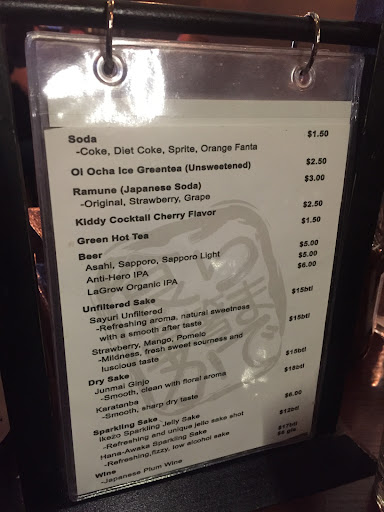 Soda $1.50
-Coke, Diet Coke, Sprite, Orange Fanta
OI Ocha Ice Greentea (Unsweetened) $2.50
Ramune (Japanese Soda) $3.00
-Original, Strawberry, Grape
Kiddy Cocktail Cherry Flavor $2.50
Green Hot Tea $1.50
Beer $5.00
Asahi, Sapporo, Sapporo Light $5.00
Anti-Hero IPA $6.00
LaGrow Organic IPA
Unfiltered Sake
Sayuri Unfiltered $15btl
-Refreshing aroma, natural sweetness
with a smooth after taste
Strawberry, Mango, Pomelo $15btl
-Mildness, fresh sweet sourness and
luscious taste
Dry Sake $15btl
Junmai Ginjo $18btl
-Smooth, clean with floral aroma
Karatanba
-Smooth, sharp dry taste
Sparkling Sake $6.00
Ikezo Sparkling Jelly Sake $12btl
-Refreshing and unique jello sake shot
Hana-Awaka Sparkling Sake $17btl
-Refreshing,fizzy, low alcohol sake
Wine
-Japanese Plum Wine